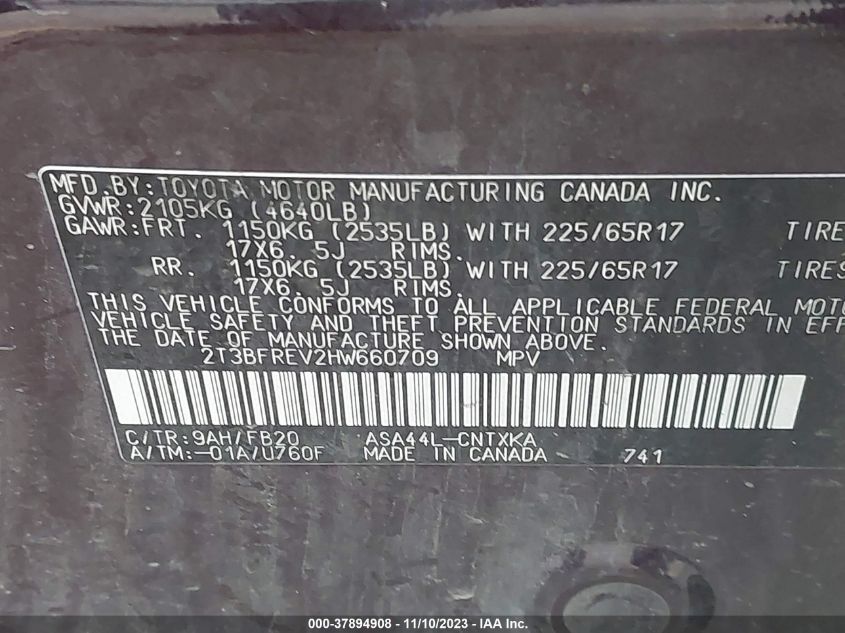 MFD.BY:TOYOTA MOTOR MANUFACTURING CANADA INC.
GVWR:2105KG (4640LB)
GAWR:FRT. 1150KG (2535LB) WITH 225/65R17 TIRE
17X6. 5J RIMS.
RR. 1150KG (2535LB) WITH 225/65R17 TIRES
17X6. 5J RIMS.
THIS VEHICLE CONFORMS TO ALL APPLICABLE FEDERAL MOTO
VEHICLE SAFETY AND THEFT PREVENTION STANDARDS IN EFF
THE DATE OF MANUFACTURE SHOWN ABOVE.
2T3BFREV2HW660709 MPV
C/TR:9AH/FB20 ASA44L-CNTXKA
A/TM:-01A/U760F MADE IN CANADA 741
000-37894908 - 11/10/2023 - IAA Inc.